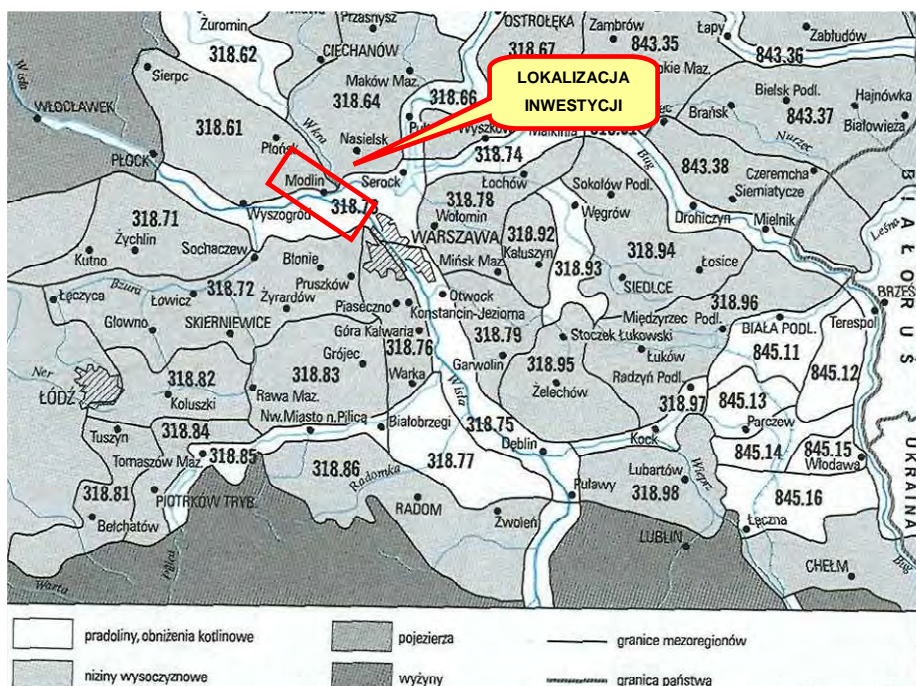 Żuromin
Przasnysz
OSTROŁĘKA
Zambrów
Łapy
Zabłudów
318.62
CIECHANÓW
318.67
843.35
843.36
Sierpc
Maków Maz.
LOKALIZACJA
INWESTYCJI
Wisła
318.64
318.66
Brańsk
Bielsk Podl.
Hajnówka
WŁOCŁAWEK
Wkra
843.37
Białowieża
318.61
Nasielsk
Wyszków
Małkinia
Płońsk
Nurzec
PŁOCK
318.74
Bug
843.38
Czeremcha
Modlin
Serock
Łochów
Sokołów Podl.
Siemiatycze
318.73
318.78
Wołomin
Węgrów
Drohiczyn
Mielnik
BIAŁORUŚ
318.71
Wyszogród
WARSZAWA
318.92
Leśna
Żychlin
Sochaczew
Kałuszyn
318.94
Kutno
Błonie
Mińsk Maz.
318.93
Łosice
Pruszków
SIEDLCE
Bzura
318.72
Otwock
318.96
BRZEŚĆ
Łęczyca
Łowicz
Żyrardów
Piaseczno
Konstancin-Jeziorna
Międzyrzec Podl.
BIAŁA PODL.
Terespol
Głowno
SKIERNIEWICE
Góra Kalwaria
318.79
Stoczek Łukowski
Grójec
318.76
Garwolin
Łuków
845.11
Ner
318.83
318.95
845.12
ŁÓDŹ
318.82
Warka
Wisła
Żelechów
Radzyń Podl.
Koluszki
Rawa Maz.
318.97
845.13
Nw.Miasto n.Pilicą
Białobrzegi
318.75
Parczew
Tuszyn
318.84
Kock
845.14
845.15
UKRAINA
Tomaszów Maz.
318.85
Dęblin
Włodawa
318.86
318.77
Lubartów
Radomka
Wieprz
318.81
PIOTRKÓW TRYB.
Puławy
318.98
845.16
RADOM
Bełchatów
Zwoleń
Łęczna
LUBLIN
Pilica
CHEŁM
Warta
Bug
pradoliny, obniżenia kotlinowe
pojezierza
granice mezoregionów
niziny wysoczyznowe
wyżyny
granica państwa